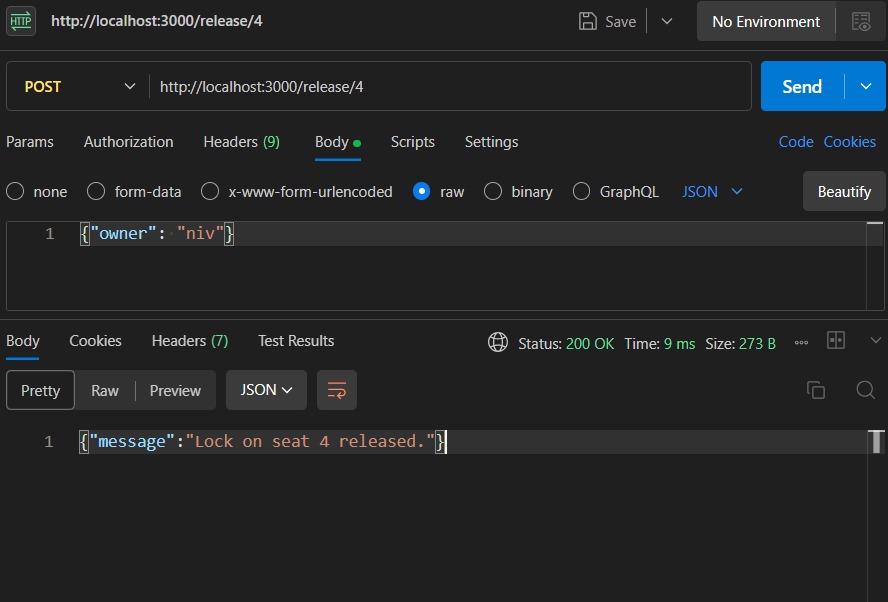 HTTP http://localhost:3000/release/4 Save No Environment
POST http://localhost:3000/release/4 Send
Params Authorization Headers (9) Body Scripts Settings Code Cookies
none form-data x-www-form-urlencoded raw binary GraphQL JSON Beautify
1 {"owner": "niv"}
Body Cookies Headers (7) Test Results Status: 200 OK Time: 9 ms Size: 273 B
Pretty Raw Preview JSON
1 {"message":"Lock on seat 4 released."}